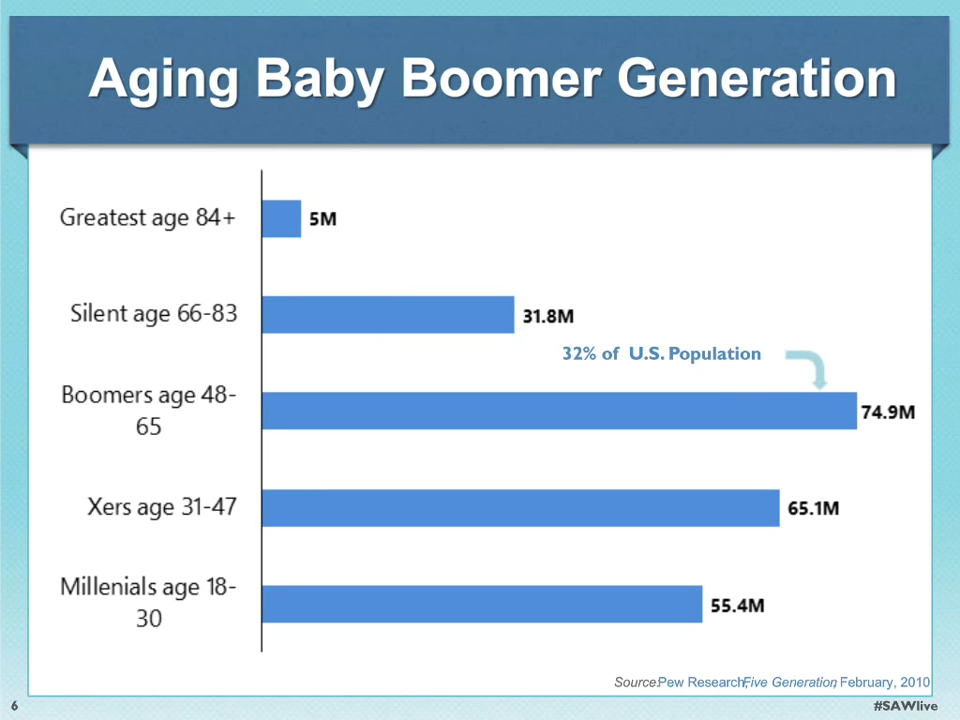 Aging Baby Boomer Generation
Greatest age 84+
5M
Silent age 66-83
31.8M
32% of U.S. Population
Boomers age 48-
65
74.9M
Xers age 31-47
65.1M
Millenials age 18-
30
55.4M
Source:Pew Research, Five Generation, February, 2010
6
#SAWlive